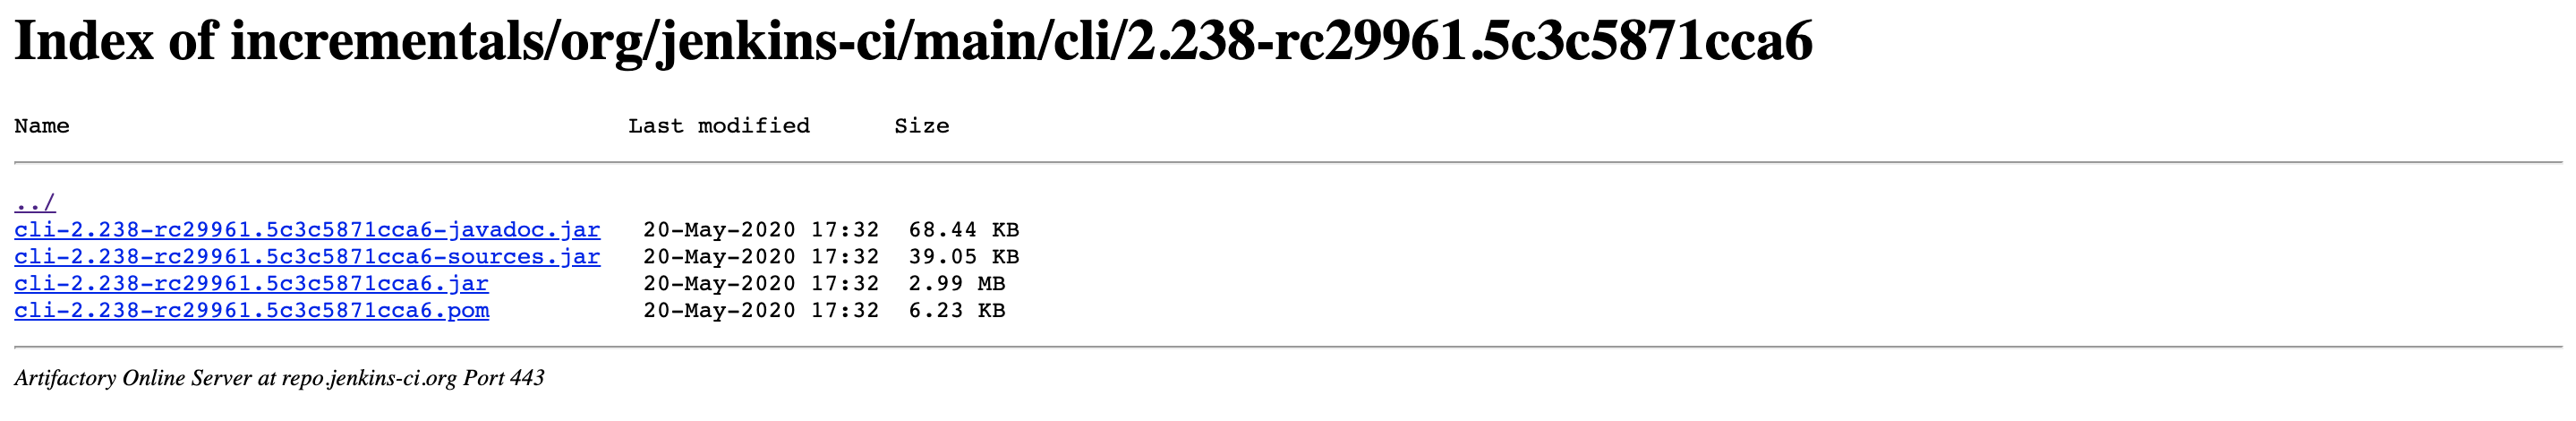 Index of incrementals/org/jenkins-ci/main/cli/2.238-rc29961.5c3c5871cca6
Name Last modified Size
../
cli-2.238-rc29961.5c3c5871cca6-javadoc.jar 20-May-2020 17:32 68.44 KB
cli-2.238-rc29961.5c3c5871cca6-sources.jar 20-May-2020 17:32 39.05 KB
cli-2.238-rc29961.5c3c5871cca6.jar 20-May-2020 17:32 2.99 MB
cli-2.238-rc29961.5c3c5871cca6.pom 20-May-2020 17:32 6.23 KB
Artifactory Online Server at repo.jenkins-ci.org Port 443